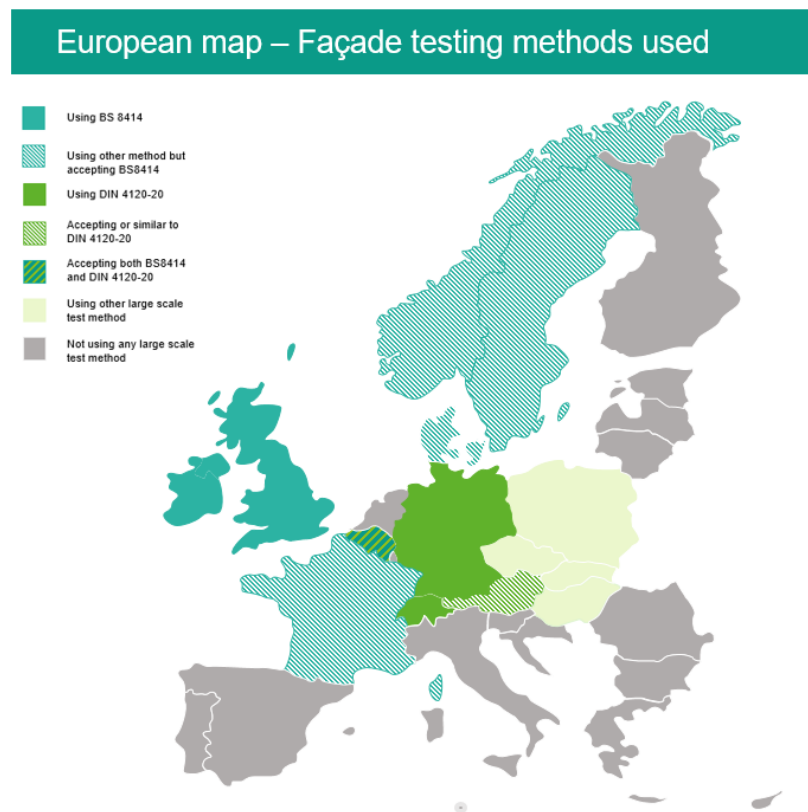 European map – Façade testing methods used
Using BS 8414
Using other method but
accepting BS8414
Using DIN 4120-20
Accepting or similar to
DIN 4120-20
Accepting both BS8414
and DIN 4120-20
Using other large scale
test method
Not using any large scale
test method